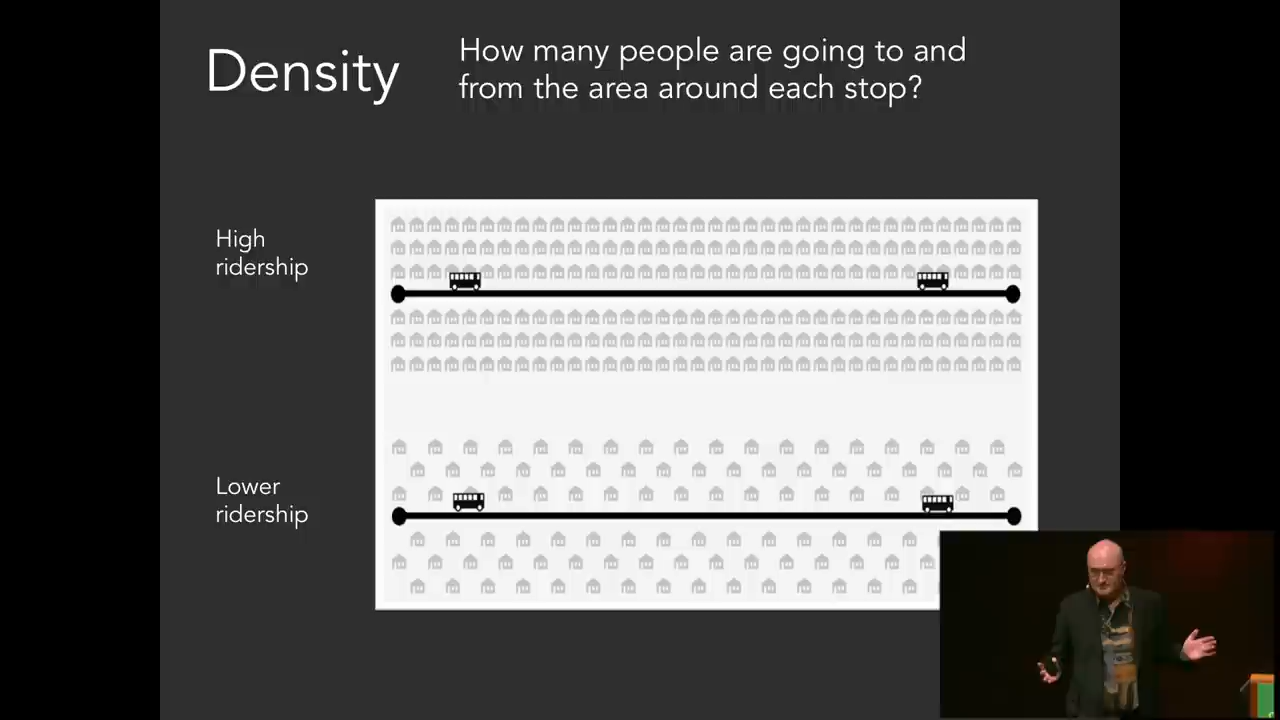 Density
How many people are going to and
from the area around each stop?
High
ridership
Lower
ridership